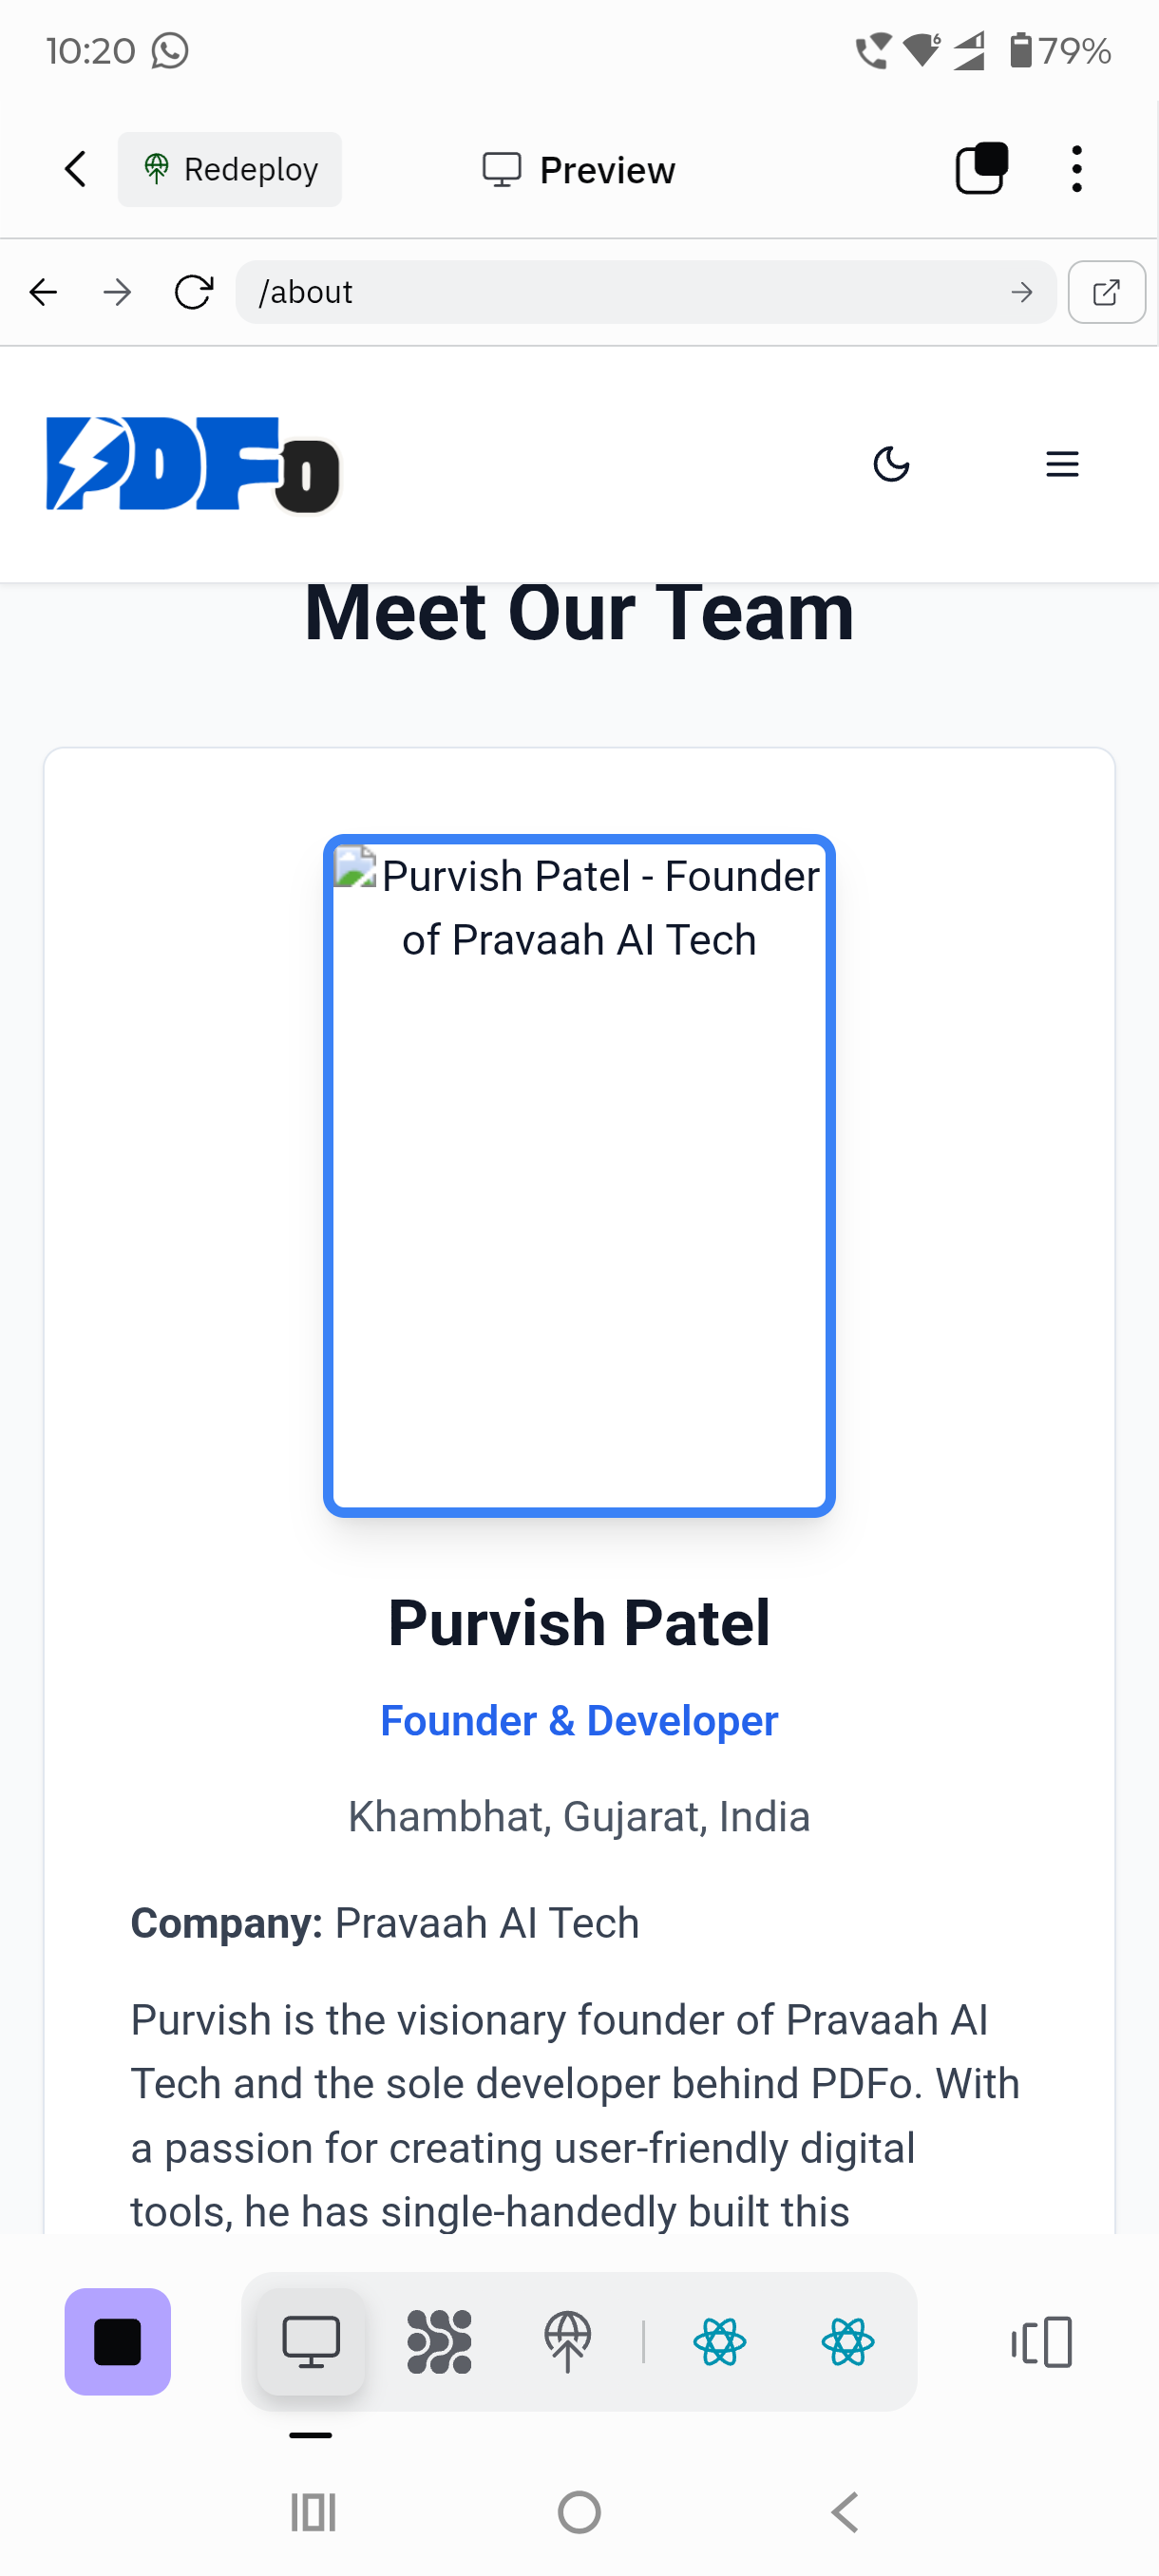 10:20
6
1
79%
Redeploy
Preview
/about
PDFo
Meet Our Team
Purvish Patel - Founder
of Pravaah AI Tech
Purvish Patel
Founder & Developer
Khambhat, Gujarat, India
Company: Pravaah AI Tech
Purvish is the visionary founder of Pravaah AI
Tech and the sole developer behind PDFo. With
a passion for creating user-friendly digital
tools, he has single-handedly built this